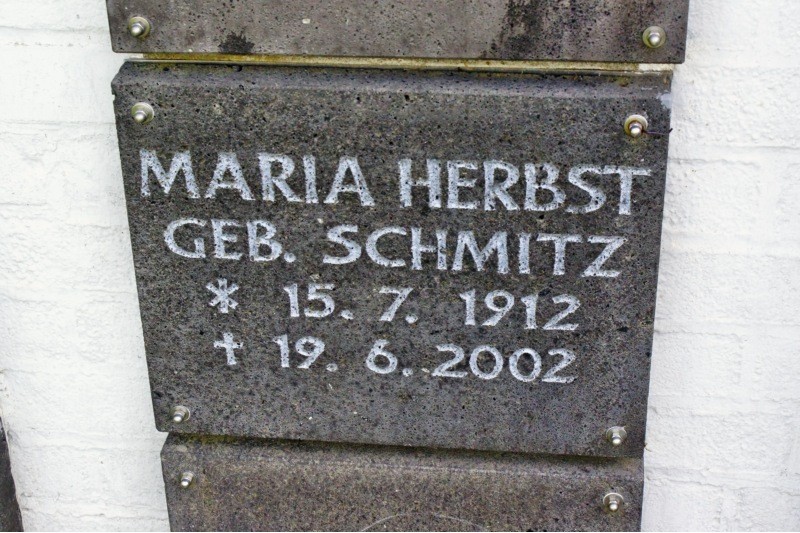 MARIA HERBST
GEB. SCHMITZ
* 15. 7. 1912
† 19. 6. 2002